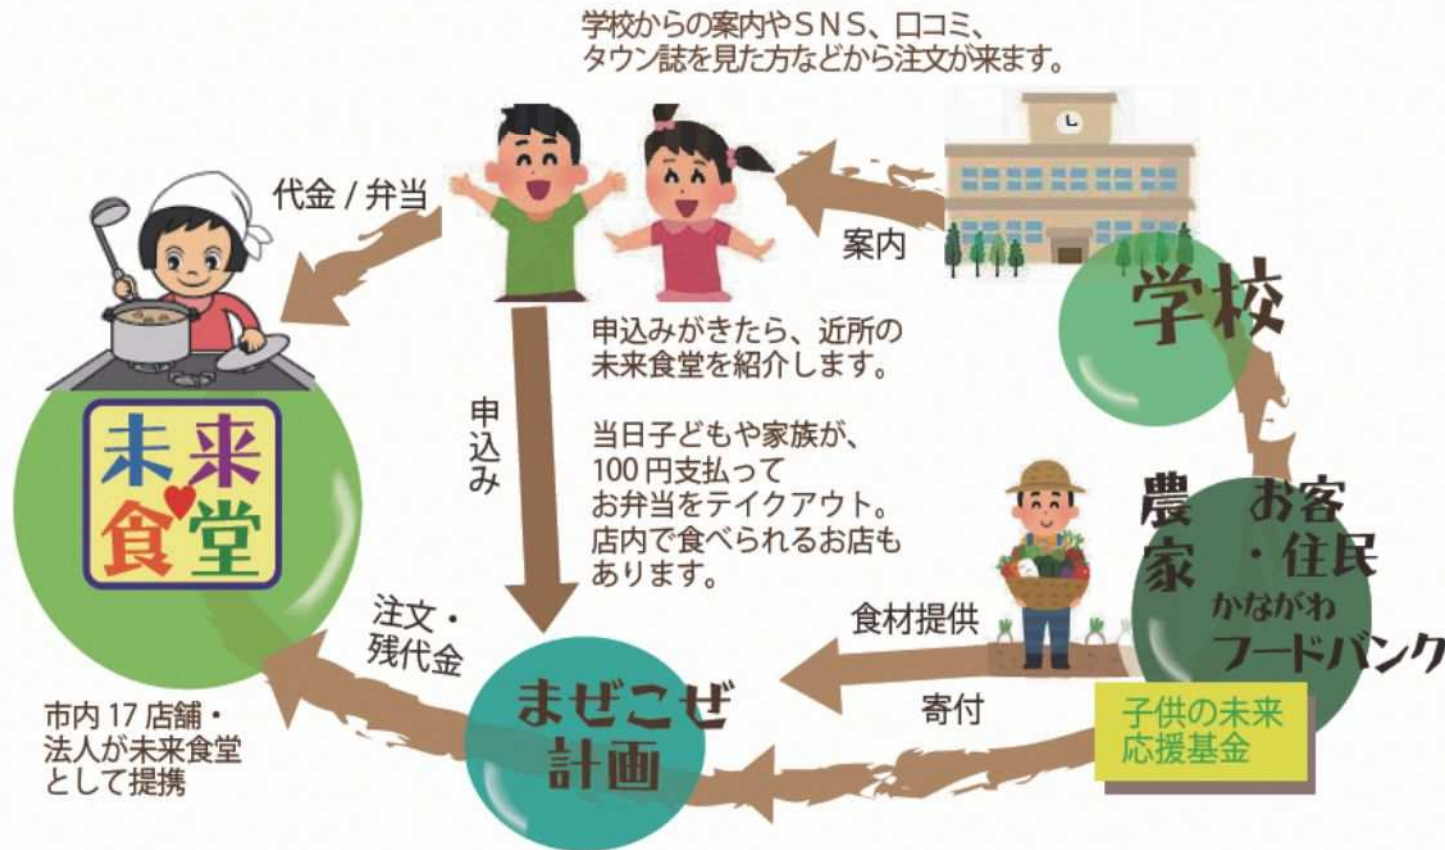 学校からの案内やSNS、口コミ、
タウン誌を見た方などから注文が来ます。
代金 / 弁当
案内
学校
申込みがきたら、近所の
未来食堂を紹介します。
申込み
当日子どもや家族が、
100 円支払って
お弁当をテイクアウト。
店内で食べられるお店も
あります。
未来
食堂
農家
お客
・住民
かながわ
フードバンク
食材提供
寄付
子供の未来
応援基金
注文・
残代金
まぜこぜ
計画
市内 17 店舗・
法人が未来食堂
として提携